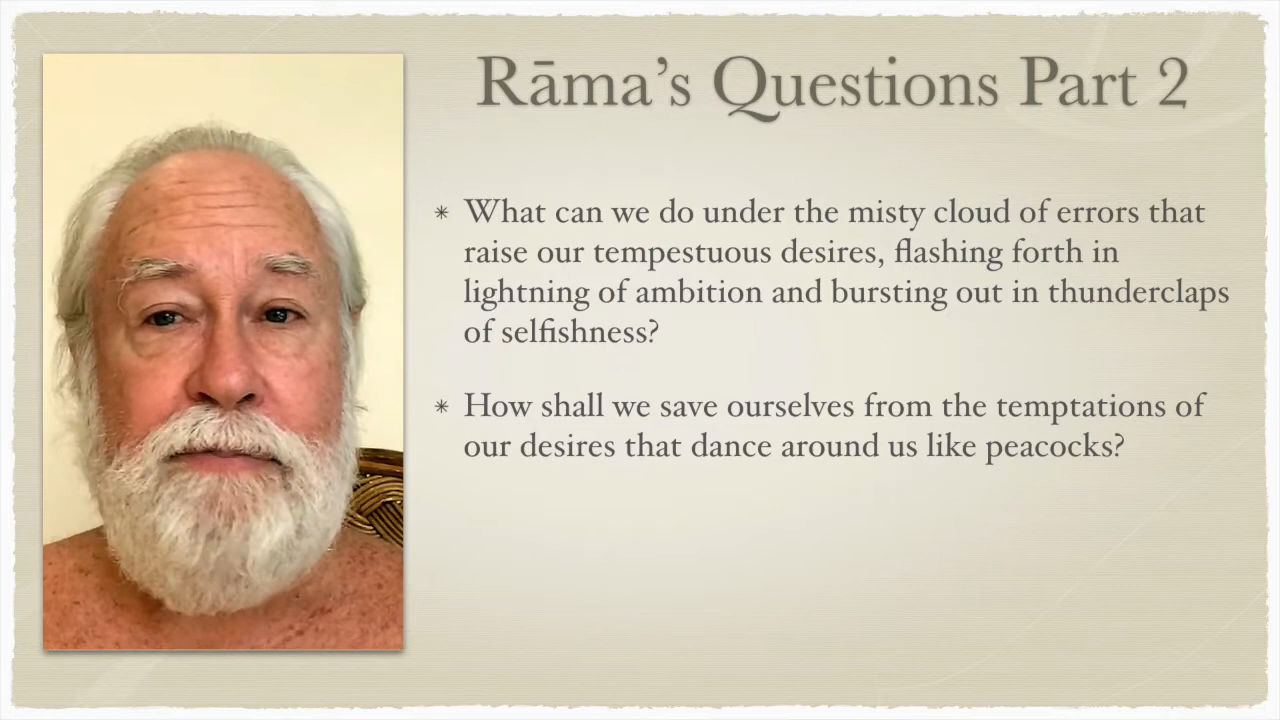 Rāma’s Questions Part 2
What can we do under the misty cloud of errors that
raise our tempestuous desires, flashing forth in
lightning of ambition and bursting out in thunderclaps
of selfishness?
How shall we save ourselves from the temptations of
our desires that dance around us like peacocks?